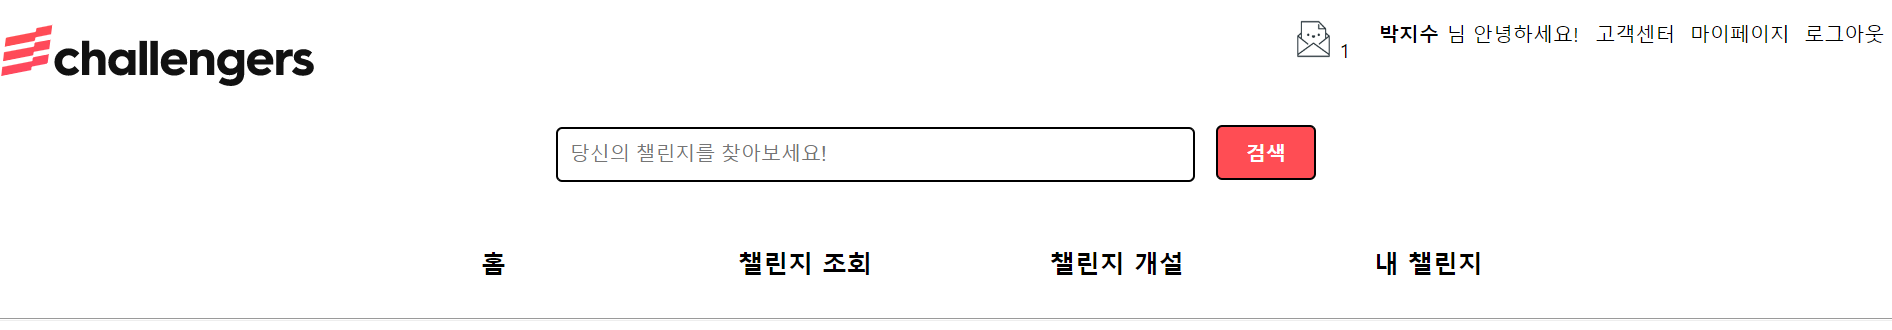 challengers
1 박지수 님 안녕하세요! 고객센터 마이페이지 로그아웃
당신의 챌린지를 찾아보세요! 검색
홈 챌린지 조회 챌린지 개설 내 챌린지